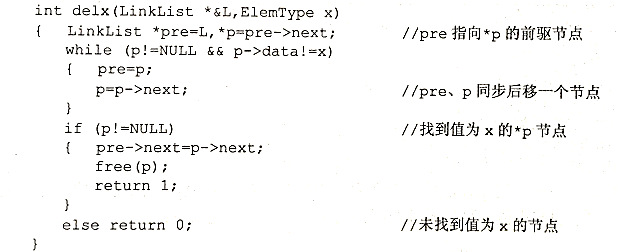 int delx(LinkList *&L,ElemType x)
{ LinkList *pre=L,*p=pre->next; //pre 指向*p 的前驱节点
while (p!=NULL && p->data!=x)
{ pre=p;
p=p->next; //pre、p 同步后移一个节点
}
if (p!=NULL) //找到值为 x 的*p 节点
{ pre->next=p->next;
free(p);
return 1;
}
else return 0; //未找到值为 x 的节点
}